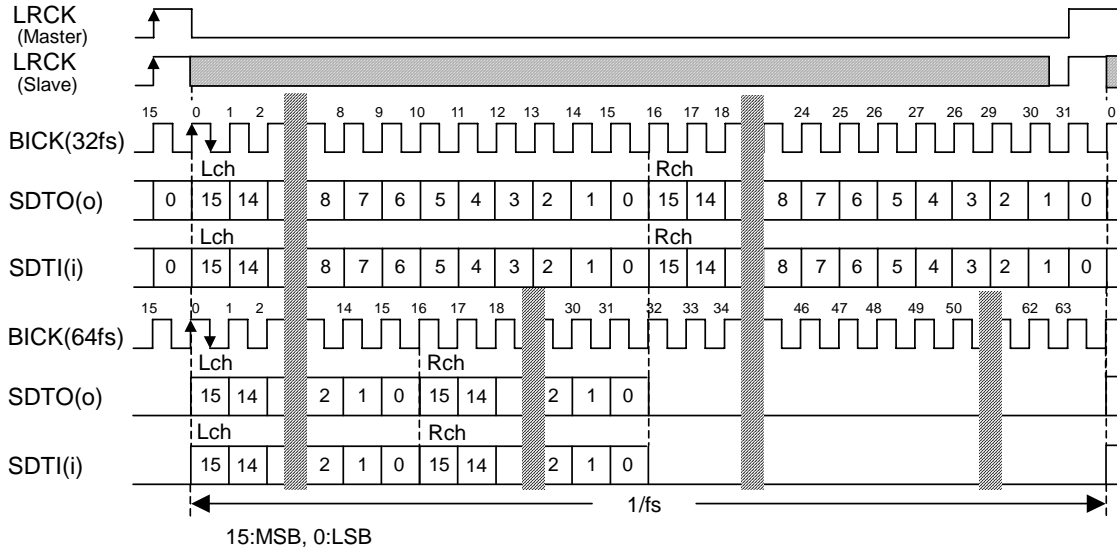 LRCK
(Master)
LRCK
(Slave)
15 0 1 2 8 9 10 11 12 13 14 15 16 17 18 24 25 26 27 28 26 29 30 31 0
BICK(32fs)
Lch Rch
SDTO(o) 0 15 14 8 7 6 5 4 3 2 1 0 15 14 8 7 6 5 4 3 2 1 0
Lch Rch
SDTI(i) 0 15 14 8 7 6 5 4 3 2 1 0 15 14 8 7 6 5 4 3 2 1 0
15 0 1 2 14 15 16 17 18 30 31 32 33 34 46 47 48 49 50 62 63
BICK(64fs)
Lch Rch
SDTO(o) 15 14 2 1 0 15 14 2 1 0
Lch Rch
SDTI(i) 15 14 2 1 0 15 14 2 1 0
1/fs
15:MSB, 0:LSB